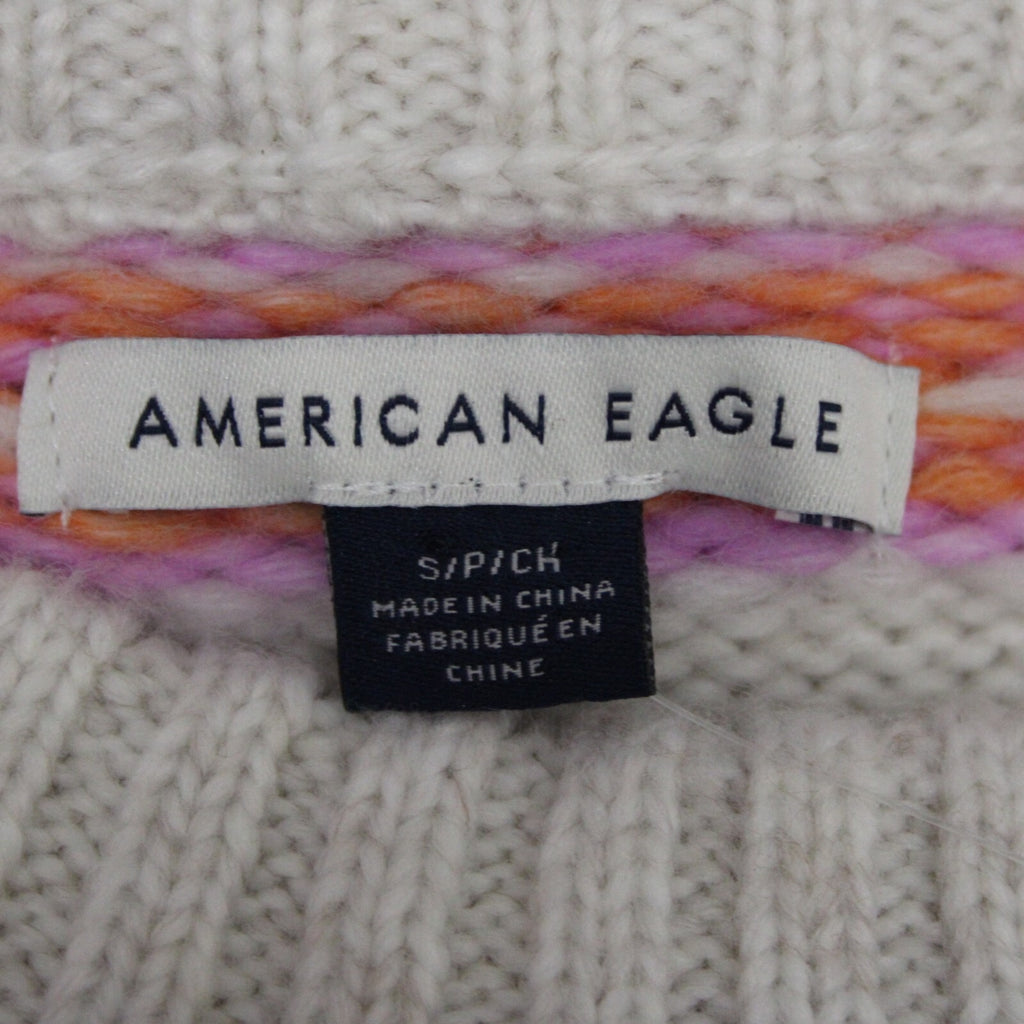 AMERICAN EAGLE
S/P/CH
MADE IN CHINA
FABRIQUÉ EN
CHINE